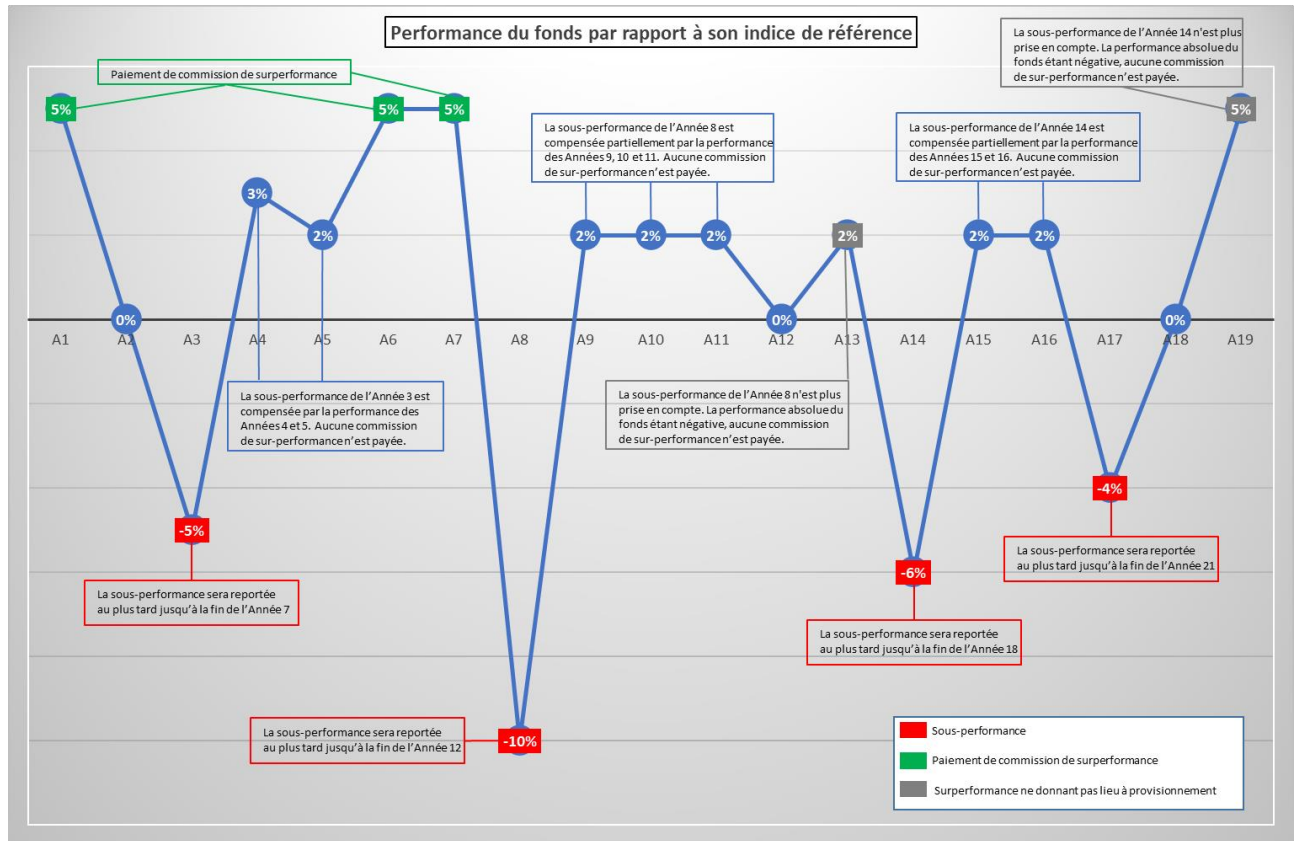 Performance du fonds par rapport à son indice de référence
La sous-performance de l'Année 14 n'est plus
prise en compte. La performance absolue du
fonds étant négative, aucune commission
de sur-performance n'est payée.
Paiement de commission de surperformance
5%
5%
5%
5%
La sous-performance de l'Année 8 est
compensée partiellement par la performance
des Années 9, 10 et 11. Aucune commission
de sur-performance n'est payée.
La sous-performance de l'Année 14 est
compensée partiellement par la performance
des Années 15 et 16. Aucune commission
de sur-performance n'est payée.
3%
2%
2%
2%
2%
2%
2%
2%
0%
0%
0%
A1
A2
A3
A4
A5
A6
A7
A8
A9
A10
A11
A12
A13
A14
A15
A16
A17
A18
A19
La sous-performance de l'Année 3 est
compensée par la performance des
Années 4 et 5. Aucune commission
de sur-performance n'est payée.
La sous-performance de l'Année 8 n'est plus
prise en compte. La performance absolue du
fonds étant négative, aucune commission
de sur-performance n'est payée.
-4%
-5%
La sous-performance sera reportée
au plus tard jusqu'à la fin de l'Année 21
-6%
La sous-performance sera reportée
au plus tard jusqu'à la fin de l'Année 7
La sous-performance sera reportée
au plus tard jusqu'à la fin de l'Année 18
La sous-performance sera reportée
au plus tard jusqu'à la fin de l'Année 12
-10%
Sous-performance
Paiement de commission de surperformance
Surperformance ne donnant pas lieu à provisionnement